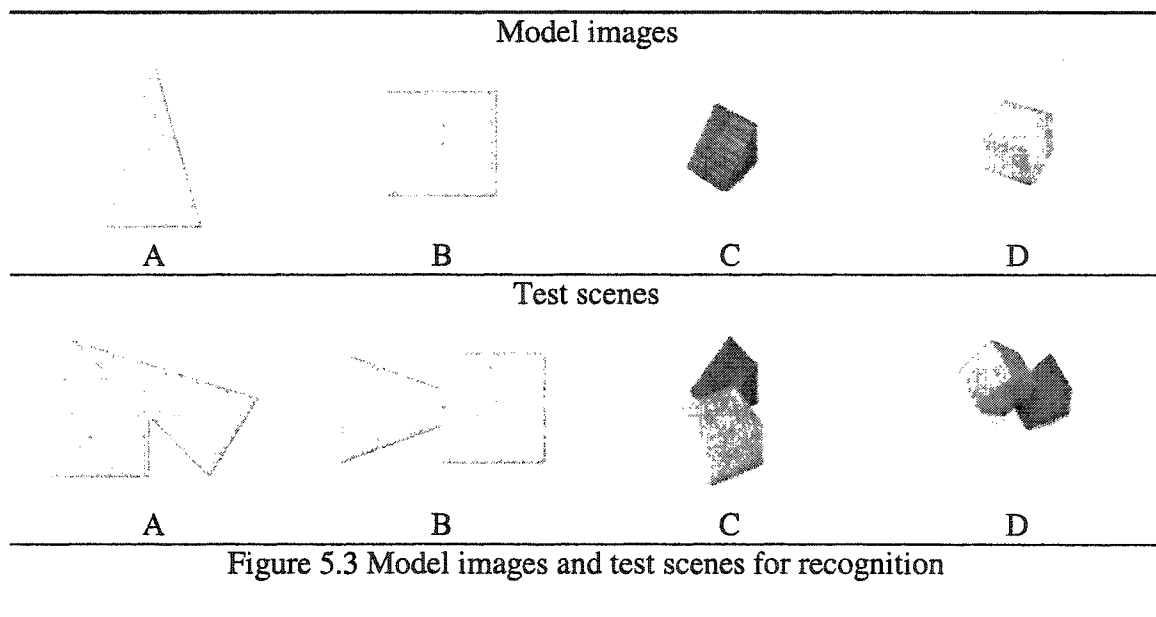 Model images
A B C D
Test scenes
A B C D
Figure 5.3 Model images and test scenes for recognition